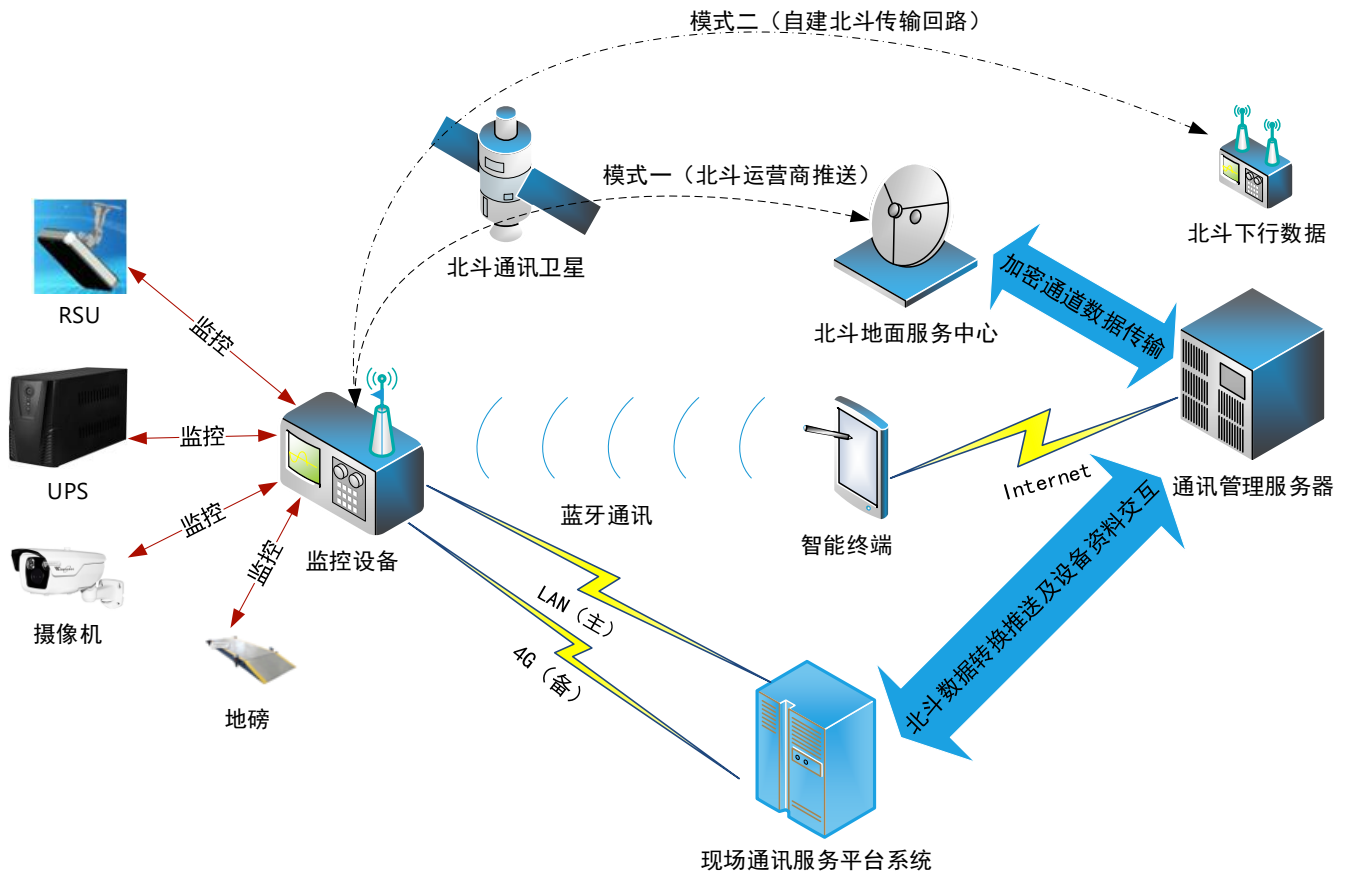 模式二（自建北斗传输回路）
模式一（北斗运营商推送）
北斗下行数据
北斗通讯卫星
加密通道数据传输
RSU
监控
北斗地面服务中心
监控
UPS
Internet
通讯管理服务器
监控
蓝牙通讯
智能终端
监控
监控设备
LAN（主）
摄像机
4G（备）
北斗数据转换推送及设备资料交互
地磅
现场通讯服务平台系统